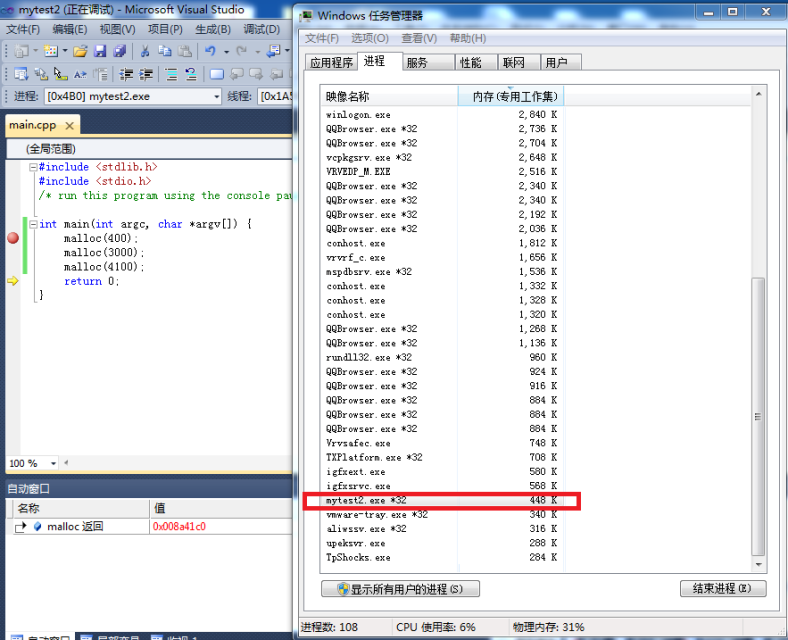 mytest2 (正在调试) - Microsoft Visual Studio
文件(F) 编辑(E) 视图(V) 项目(P) 生成(B) 调试(D)
进程: [0x4B0] mytest2.exe 线程: [0x1A
main.cpp
(全局范围)
#include <stdlib.h>
#include <stdio.h>
/* run this program using the console pau
int main(int argc, char *argv[]) {
malloc(400);
malloc(3000);
malloc(4100);
return 0;
}
100 %
自动窗口
名称 值
malloc 返回 0x008a41c0
自动窗口 局部变量 监视 1
Windows 任务管理器
文件(F) 选项(O) 查看(V) 帮助(H)
应用程序 进程 服务 性能 联网 用户
映像名称 内存(专用工作集)
winlogon.exe 2,840 K
QQBrowser.exe *32 2,736 K
QQBrowser.exe *32 2,704 K
vcpkgsrv.exe *32 2,648 K
VRVEDP_M.EXE 2,516 K
QQBrowser.exe *32 2,340 K
QQBrowser.exe *32 2,340 K
QQBrowser.exe *32 2,192 K
QQBrowser.exe *32 2,036 K
conhost.exe 1,812 K
vrvrf_c.exe 1,656 K
mspdbsrv.exe *32 1,536 K
conhost.exe 1,332 K
conhost.exe 1,328 K
conhost.exe 1,320 K
QQBrowser.exe *32 1,268 K
QQBrowser.exe *32 1,136 K
rundll32.exe *32 960 K
QQBrowser.exe *32 924 K
QQBrowser.exe *32 916 K
QQBrowser.exe *32 884 K
QQBrowser.exe *32 884 K
QQBrowser.exe *32 884 K
Vrvsafec.exe 748 K
TXPlatform.exe *32 708 K
igfxext.exe 580 K
igfxsrvc.exe 568 K
mytest2.exe *32 448 K
vmware-tray.exe *32 340 K
aliwssv.exe *32 316 K
upeksvr.exe 288 K
TpShocks.exe 284 K
显示所有用户的进程(S) 结束进程(E)
进程数: 108 CPU 使用率: 6% 物理内存: 31%